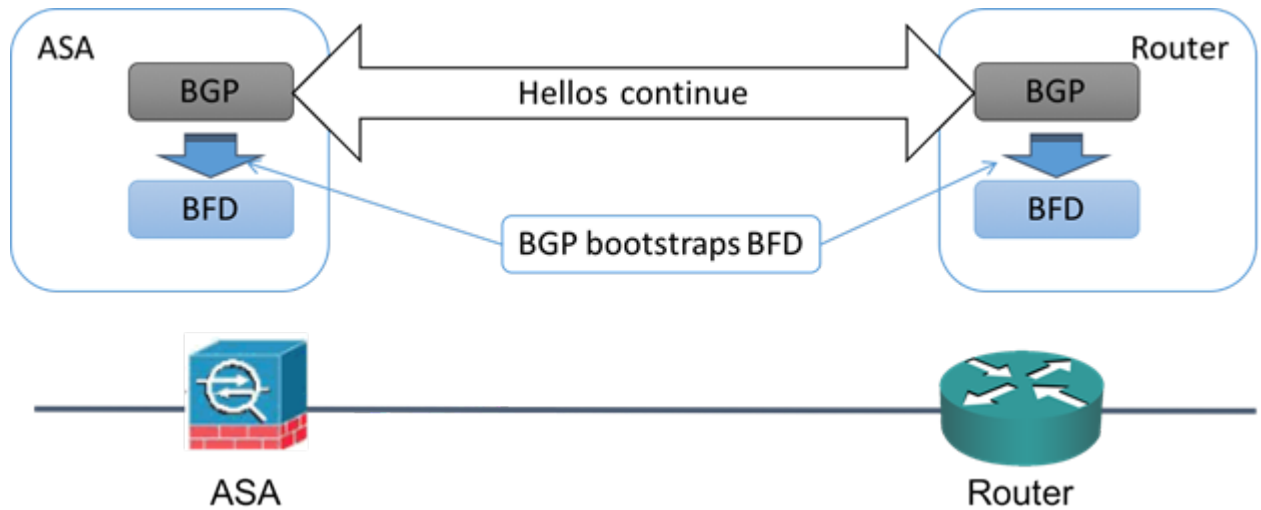 ASA
Router
BGP
Hellos continue
BGP
BFD
BFD
BGP bootstraps BFD
ASA
Router